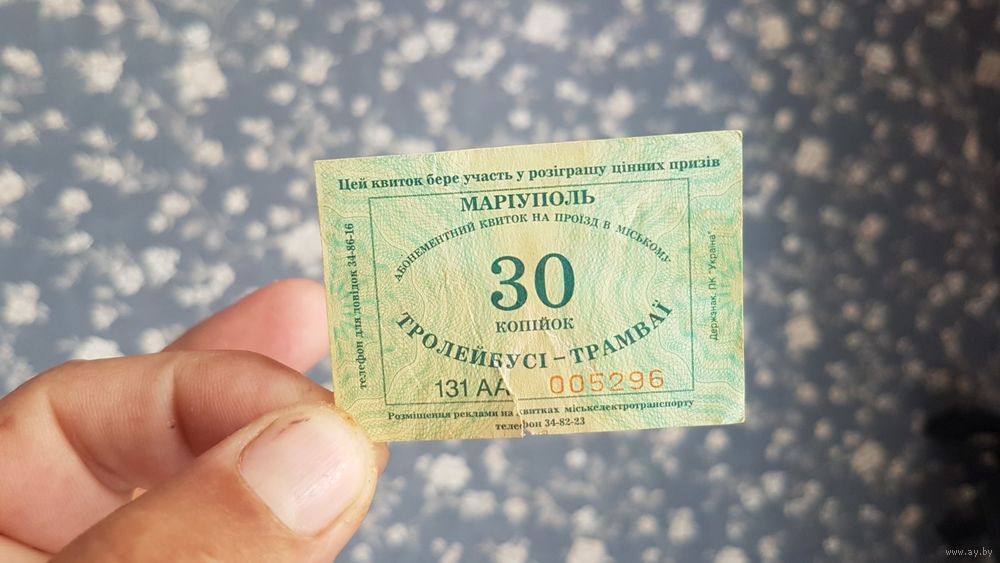 Цей квиток бере участь у розіграшу цінних призів
МАРІУПОЛЬ
АБОНЕМЕНТНИЙ КВИТОК НА ПРОЇЗД В МІСЬКОМУ
30
КОПІЙОК
ТРОЛЕЙБУСІ – ТРАМВАЇ
131 АА 005296
Розміщення реклами на квитках міськелектротранспорту
телефон 34-82-23
телефон для довідок 34-86-16
Держзнак, ПК "Україна"
www.ay.by